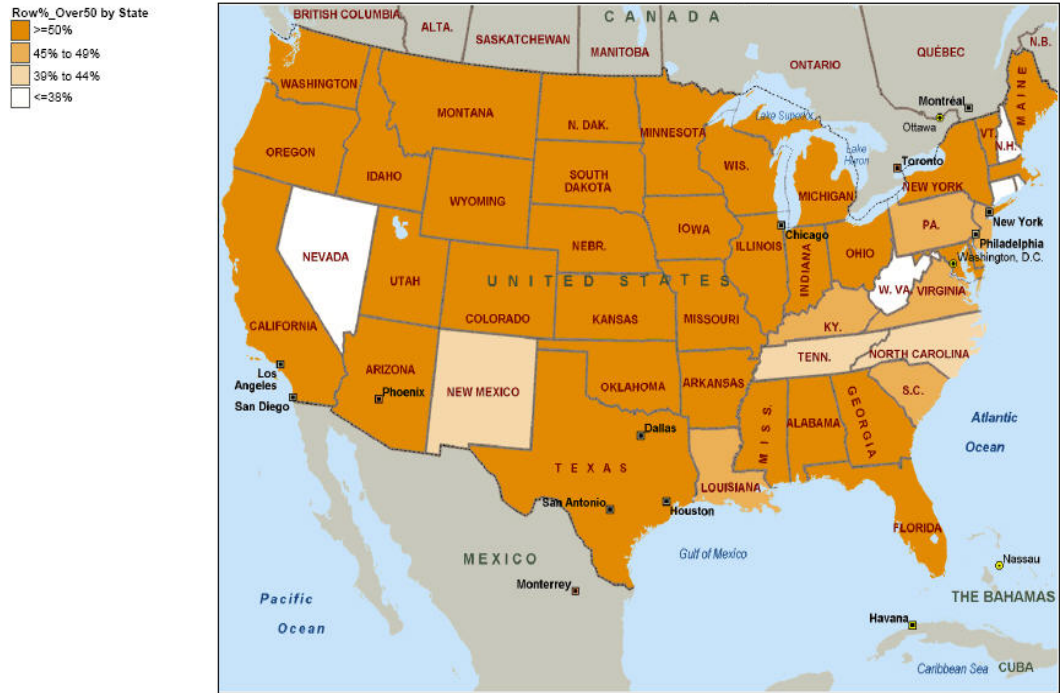 Row%_Over50 by State
>=50%
45% to 49%
39% to 44%
<=38%
BRITISH COLUMBIA
ALTA.
SASKATCHEWAN
MANITOBA
CANADA
ONTARIO
QUÉBEC
N.B.
WASHINGTON
MONTANA
N. DAK.
MINNESOTA
Lake Superior
Montréal
Ottawa
MAINE
OREGON
IDAHO
SOUTH
DAKOTA
WIS.
Lake
Huron
Toronto
VT.
N.H.
WYOMING
MICHIGAN
NEW YORK
IOWA
NEBR.
ILLINOIS
Chicago
INDIANA
OHIO
PA.
New York
Philadelphia
Washington, D.C.
NEVADA
UTAH
UNITED STATES
W. VA.
VIRGINIA
CALIFORNIA
COLORADO
KANSAS
MISSOURI
KY.
Los
Angeles
San Diego
ARIZONA
Phoenix
NEW MEXICO
OKLAHOMA
ARKANSAS
TENN.
NORTH CAROLINA
S.C.
Dallas
MISS.
ALABAMA
GEORGIA
Atlantic
Ocean
TEXAS
San Antonio
Houston
LOUISIANA
FLORIDA
MEXICO
Gulf of Mexico
Nassau
Monterrey
THE BAHAMAS
Pacific
Ocean
Havana
Caribbean Sea
CUBA